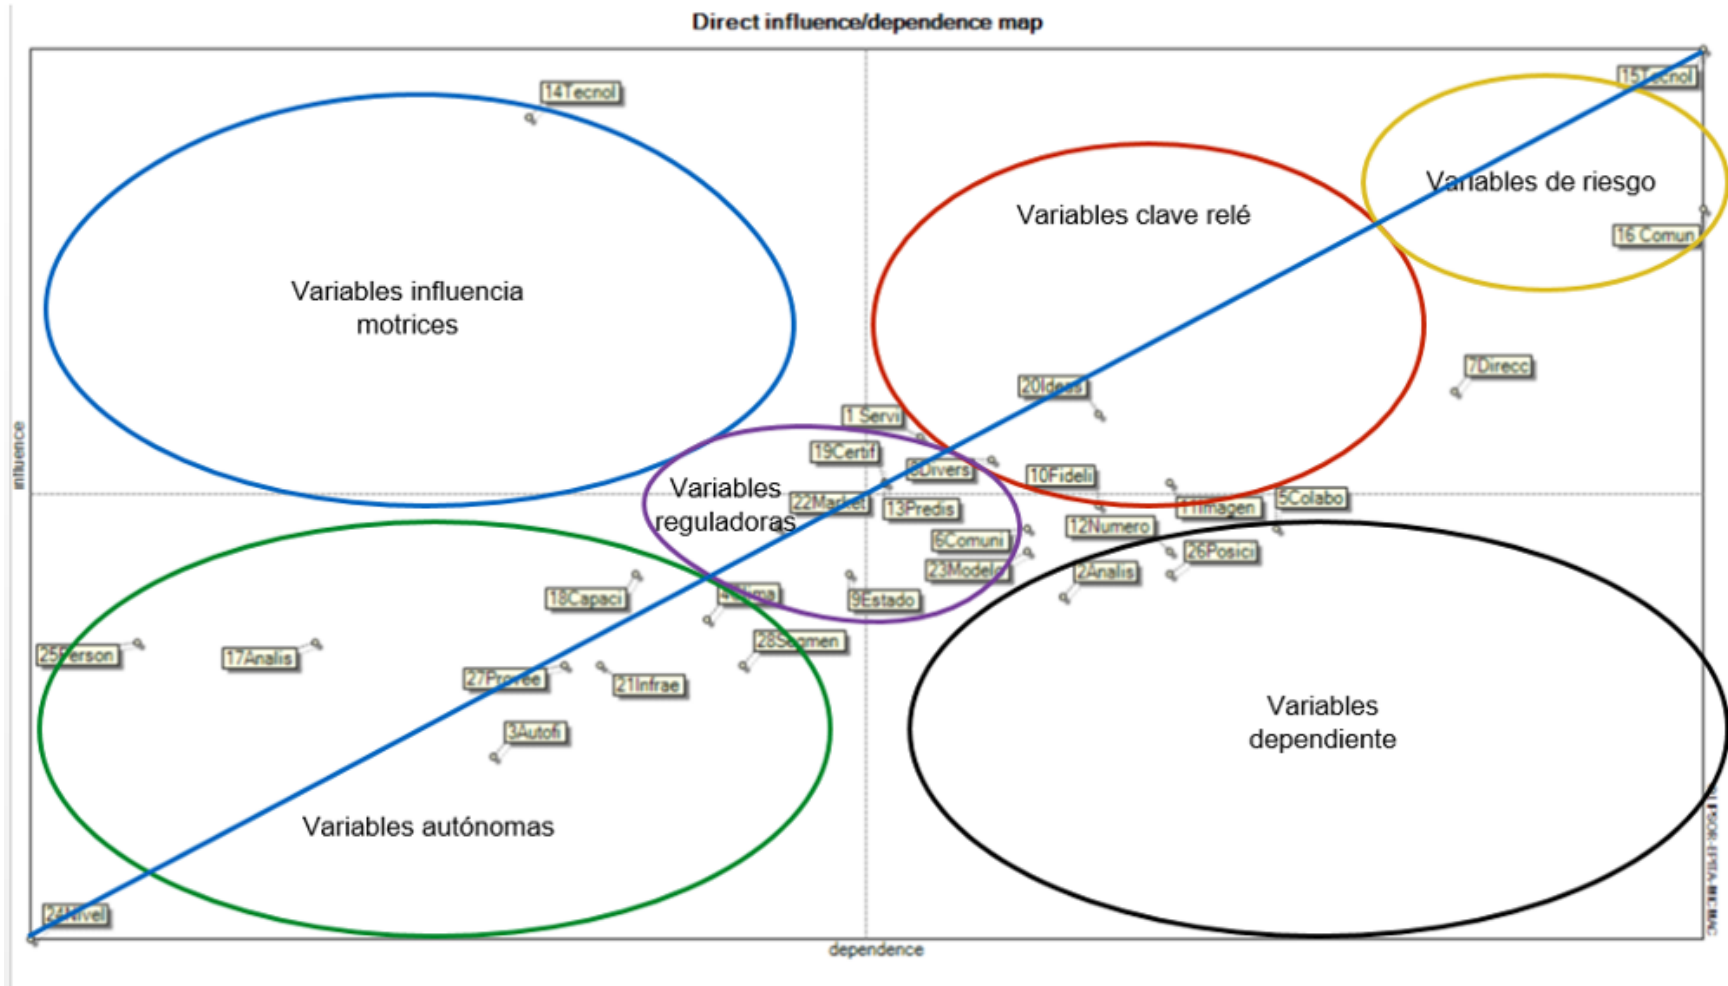 Direct influence/dependence map
14Tecnol
15Tecnol
Variables de riesgo
Variables clave relé
16 Comun
Variables influencia
motrices
7Direcc
20Ideas
1 Servi
19Certif
8Divers
10Fideli
Variables
reguladoras
22Market
13Predis
11Imagen
5Colabo
12Numero
6Comuni
26Posici
23Modelo
2Analis
18Capaci
4Clima
9Estado
28Segmen
25Person
17Analis
27Provee
21Infrae
3Autofi
Variables
dependiente
Variables autónomas
24Nivel
influence
dependence